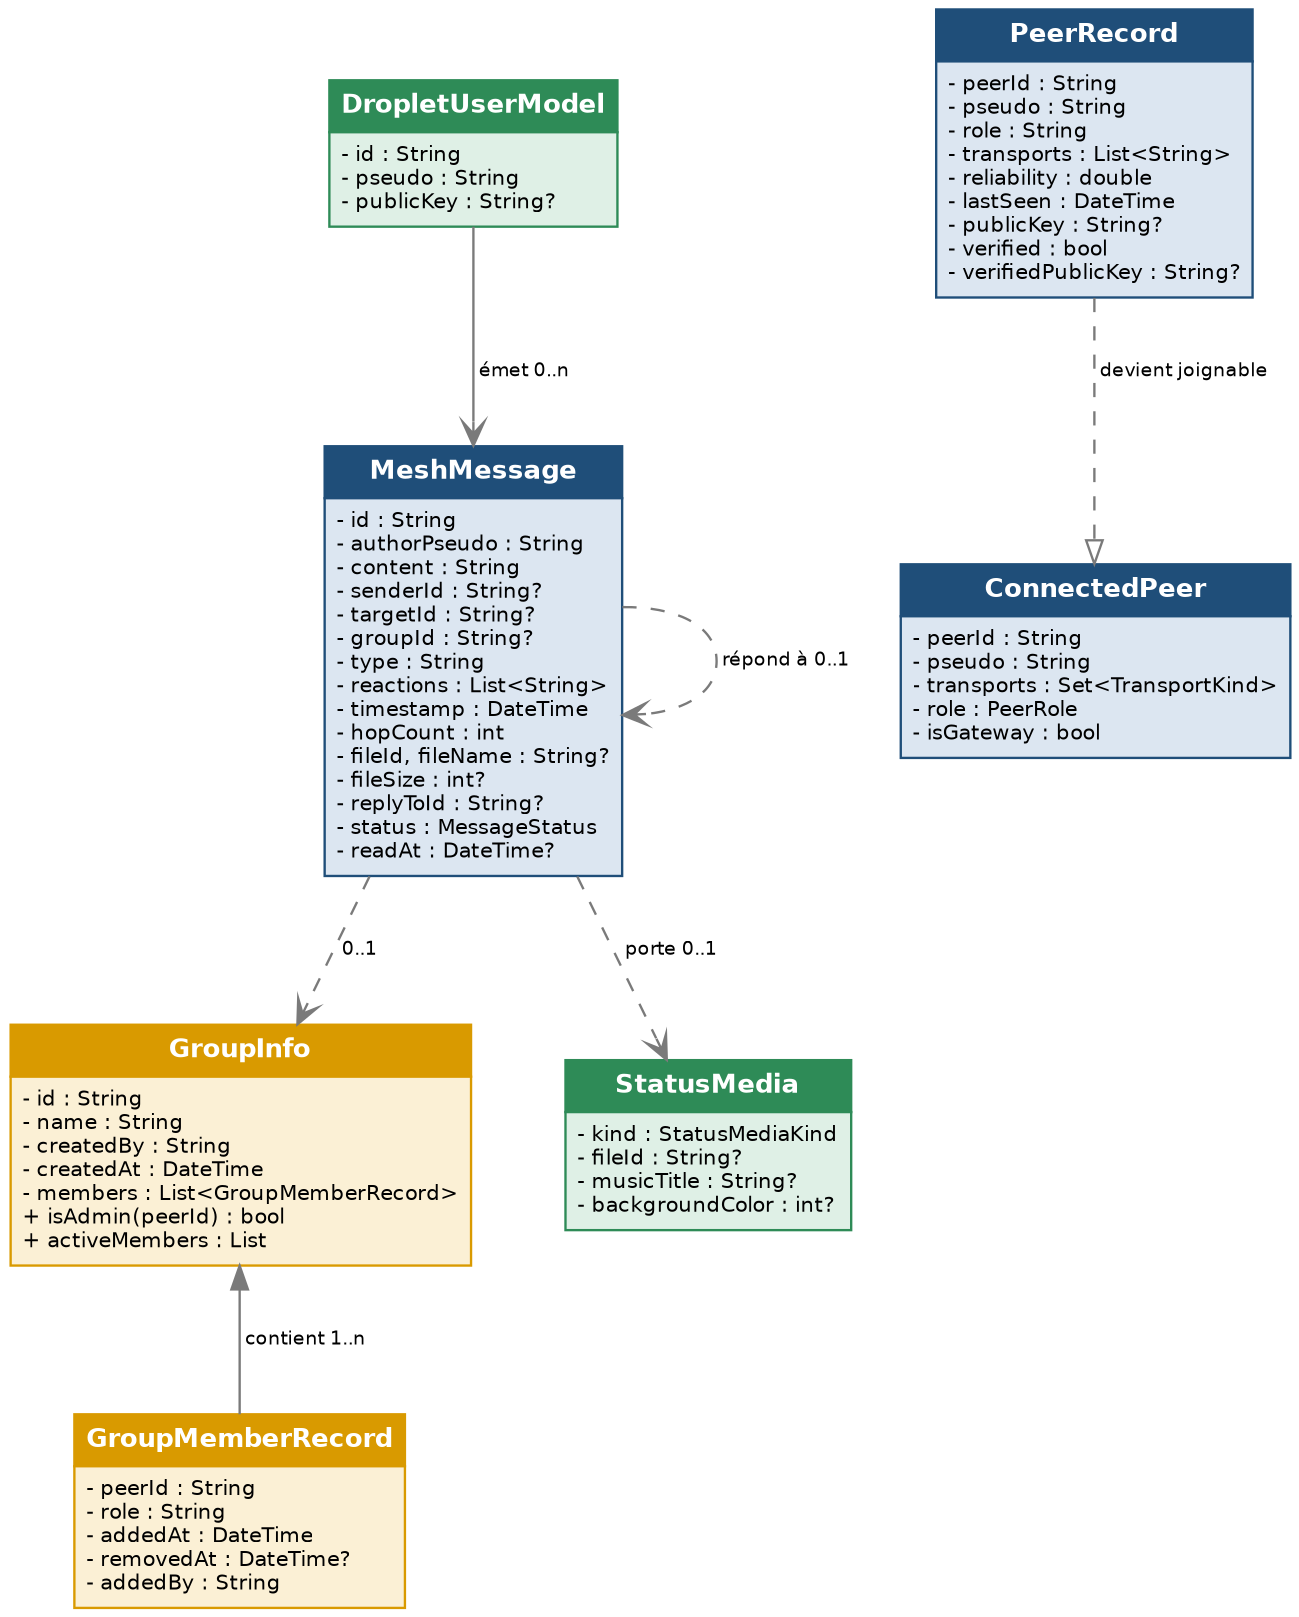 PeerRecord
- peerId : String
- pseudo : String
- role : String
- transports : List<String>
- reliability : double
- lastSeen : DateTime
- publicKey : String?
- verified : bool
- verifiedPublicKey : String?
DropletUserModel
- id : String
- pseudo : String
- publicKey : String?
émet 0..n
devient joignable
MeshMessage
- id : String
- authorPseudo : String
- content : String
- senderId : String?
- targetId : String?
- groupId : String?
- type : String
- reactions : List<String>
- timestamp : DateTime
- hopCount : int
- fileId, fileName : String?
- fileSize : int?
- replyToId : String?
- status : MessageStatus
- readAt : DateTime?
répond à 0..1
ConnectedPeer
- peerId : String
- pseudo : String
- transports : Set<TransportKind>
- role : PeerRole
- isGateway : bool
0..1
porte 0..1
GroupInfo
- id : String
- name : String
- createdBy : String
- createdAt : DateTime
- members : List<GroupMemberRecord>
+ isAdmin(peerId) : bool
+ activeMembers : List
StatusMedia
- kind : StatusMediaKind
- fileId : String?
- musicTitle : String?
- backgroundColor : int?
contient 1..n
GroupMemberRecord
- peerId : String
- role : String
- addedAt : DateTime
- removedAt : DateTime?
- addedBy : String